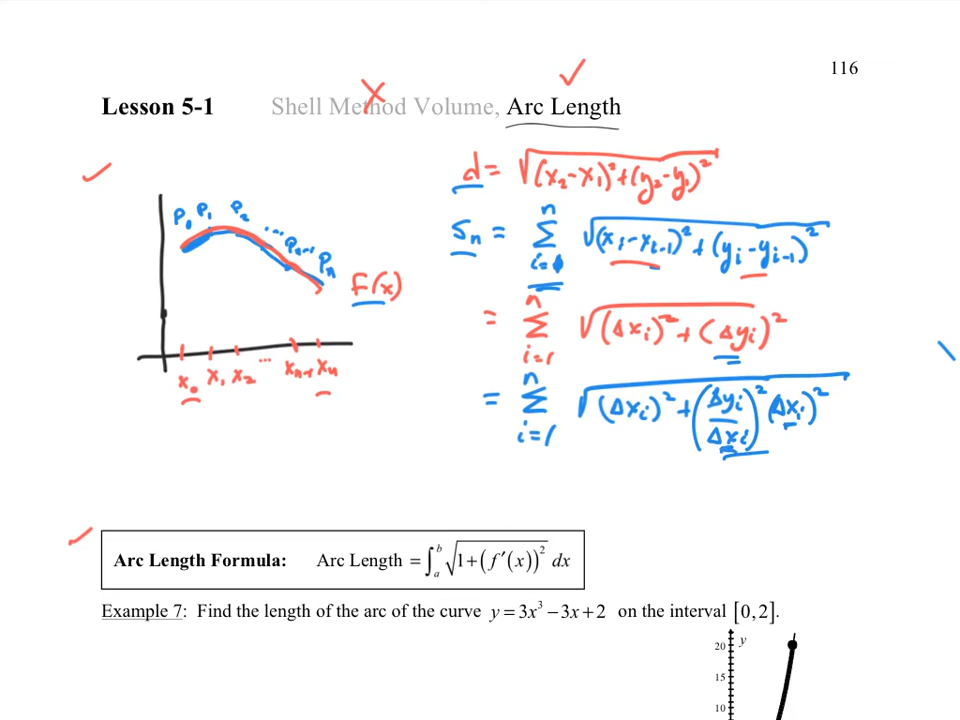 116
Lesson 5-1 Shell Method Volume, Arc Length
d = √(x₂-x₁)² + (y₂-y₁)²
P₀ P₁ P₂ ... Pₙ₋₁ Pₙ
Sₙ = n Σ i=1 √(xᵢ-xᵢ₋₁)² + (yᵢ-yᵢ₋₁)²
F(x)
= n Σ i=1 √(Δxᵢ)² + (Δyᵢ)²
x₀ x₁ x₂ ... xₙ₋₁ xₙ
= n Σ i=1 √(Δxᵢ)² + (Δyᵢ/Δxᵢ)² (Δxᵢ)²
Arc Length Formula: Arc Length = ∫ₐᵇ √1+(f′(x))² dx
Example 7: Find the length of the arc of the curve y = 3x³ − 3x + 2 on the interval [0,2].
20 y
15
10